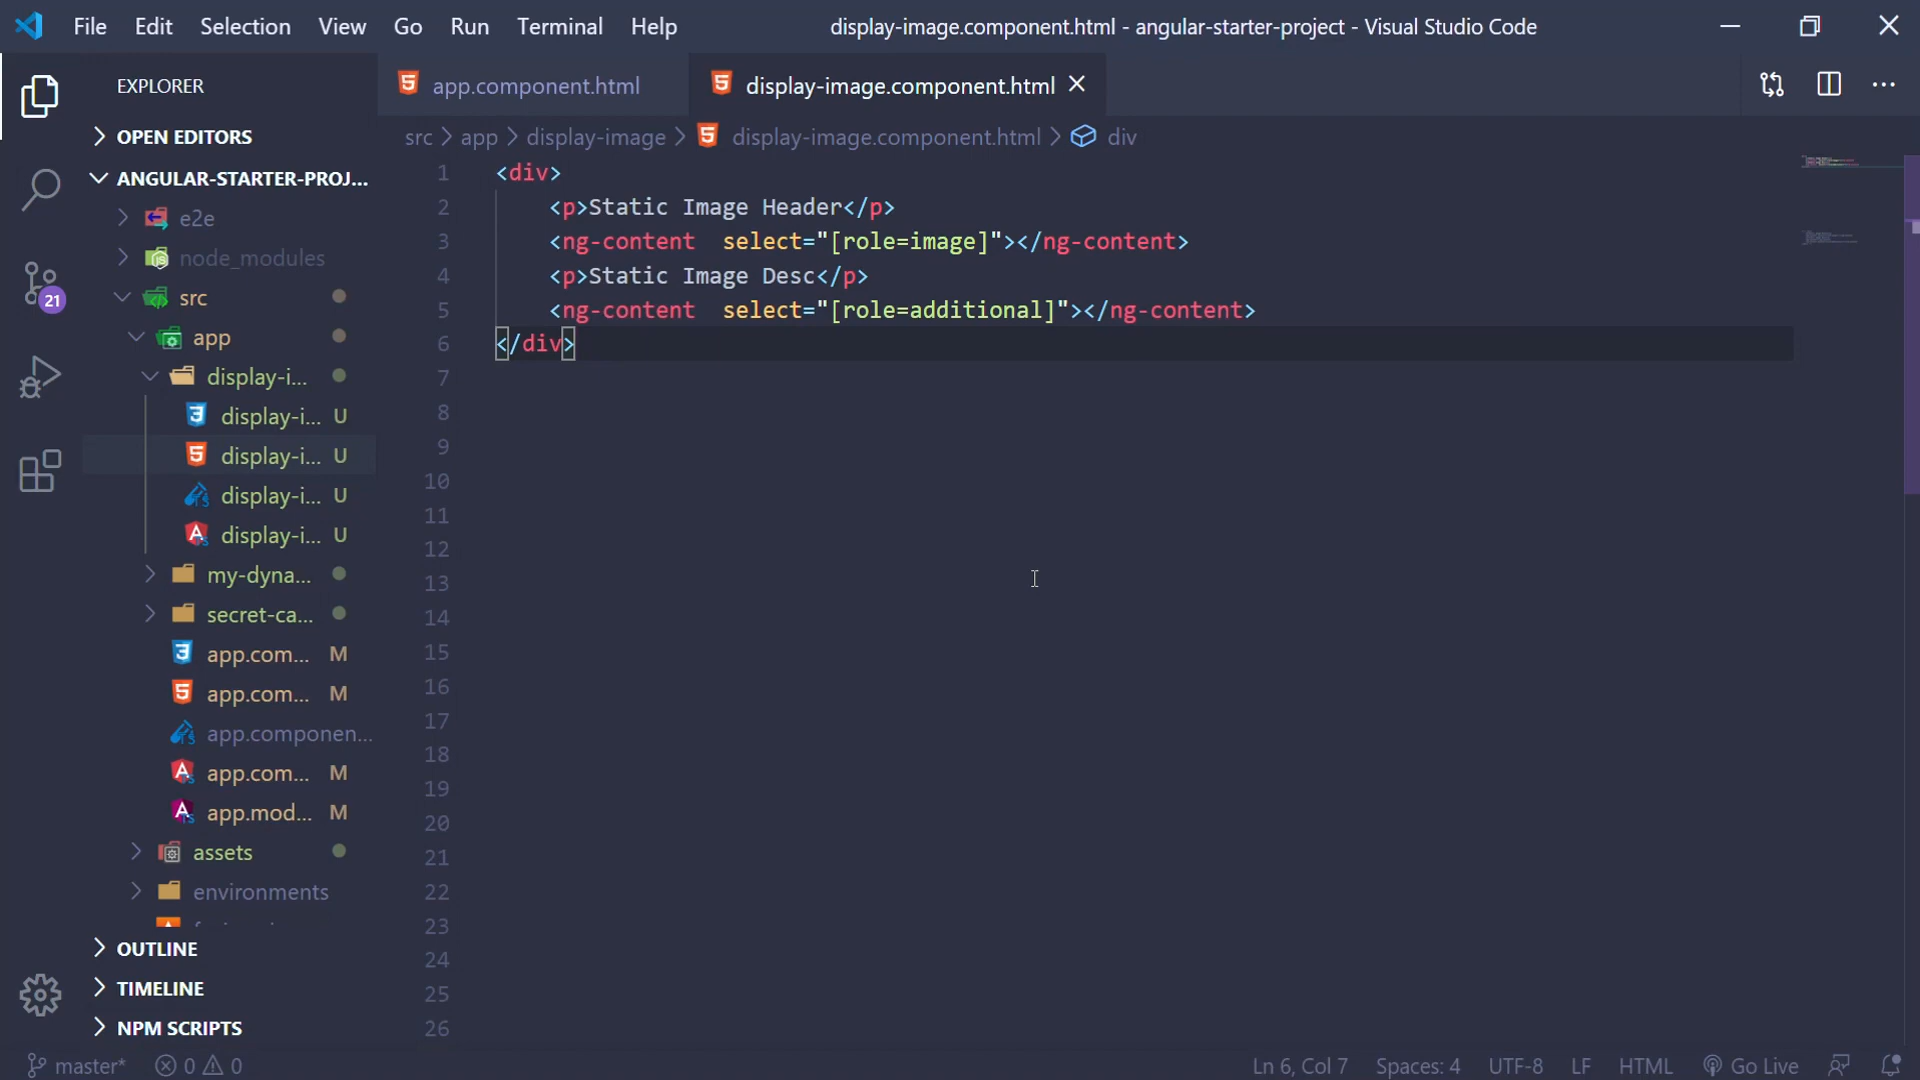 File Edit Selection View Go Run Terminal Help display-image.component.html - angular-starter-project - Visual Studio Code
EXPLORER
OPEN EDITORS
ANGULAR-STARTER-PROJ...
e2e
node_modules
src
app
display-i...
display-i... U
display-i... U
display-i... U
display-i... U
my-dyna...
secret-ca...
app.com... M
app.com... M
app.componen...
app.com... M
app.mod... M
assets
environments
OUTLINE
TIMELINE
NPM SCRIPTS
21
app.component.html display-image.component.html
src > app > display-image > display-image.component.html > div
1 <div>
2 <p>Static Image Header</p>
3 <ng-content select="[role=image]"></ng-content>
4 <p>Static Image Desc</p>
5 <ng-content select="[role=additional]"></ng-content>
6 </div>
7
8
9
10
11
12
13
14
15
16
17
18
19
20
21
22
23
24
25
26
master* 0 0 Ln 6, Col 7 Spaces: 4 UTF-8 LF HTML Go Live